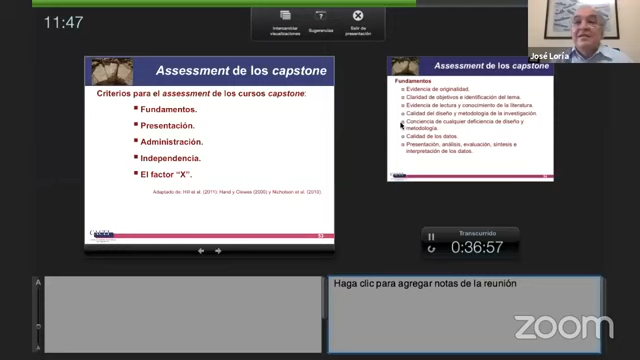 11:47
Intercambiar
visualizaciones
Sugerencias
Salir de
presentación
José Loría
Assessment de los capstone
Criterios para el assessment de los cursos capstone:
Fundamentos.
Presentación.
Administración.
Independencia.
El factor “X”.
Adaptado de: Hill et al. (2011); Hand y Clewes (2000) y Nicholson et al. (2010)
53
Assessment de los capstone
Fundamentos
Evidencia de originalidad.
Claridad de objetivos e identificación del tema.
Evidencia de lectura y conocimiento de la literatura.
Calidad del diseño y metodología de la investigación.
Conciencia de cualquier deficiencia de diseño y
metodología.
Calidad de los datos.
Presentación, análisis, evaluación, síntesis e
interpretación de los datos.
Transcurrido
0:36:57
A
A
Haga clic para agregar notas de la reunión
zoom